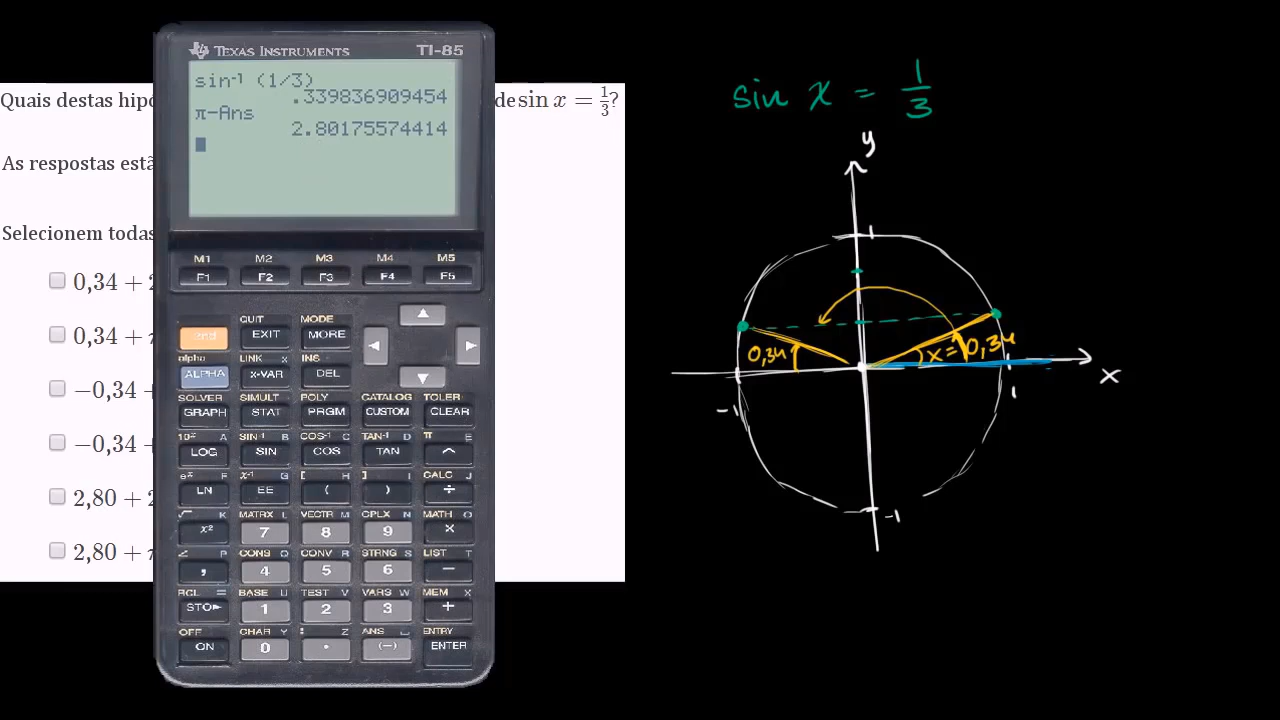 Quais destas
de sin x = 1/3?
As respostas
Selecionem todas
0,34 +
0,34 +
−0,34
−0,34
2,80 +
2,80 +
TEXAS INSTRUMENTS TI-85
sin⁻¹ (1/3)
.339836909454
π-Ans
2.80175574414
M1 M2 M3 M4 M5
F1 F2 F3 F4 F5
QUIT MODE
2nd EXIT MORE
alpha LINK x INS
ALPHA x-VAR DEL
SOLVER SIMULT POLY CATALOG TOLER
GRAPH STAT PRGM CUSTOM CLEAR
10ˣ A SIN⁻¹ B COS⁻¹ C TAN⁻¹ D π E
LOG SIN COS TAN ^
eˣ F x⁻¹ G [ H ] I CALC J
LN EE ( ) ÷
√ K MATRX L VECTR M CPLX N MATH O
x² 7 8 9 ×
∠ P CONS Q CONV R STRNG S LIST T
, 4 5 6 −
RCL = BASE U TEST V VARS W MEM X
STO▸ 1 2 3 +
OFF CHAR Y : Z ANS ␣ ENTRY
ON 0 . (−) ENTER
sin x = 1/3
y
1
0,34
x = 0,34
x
-1
1
-1